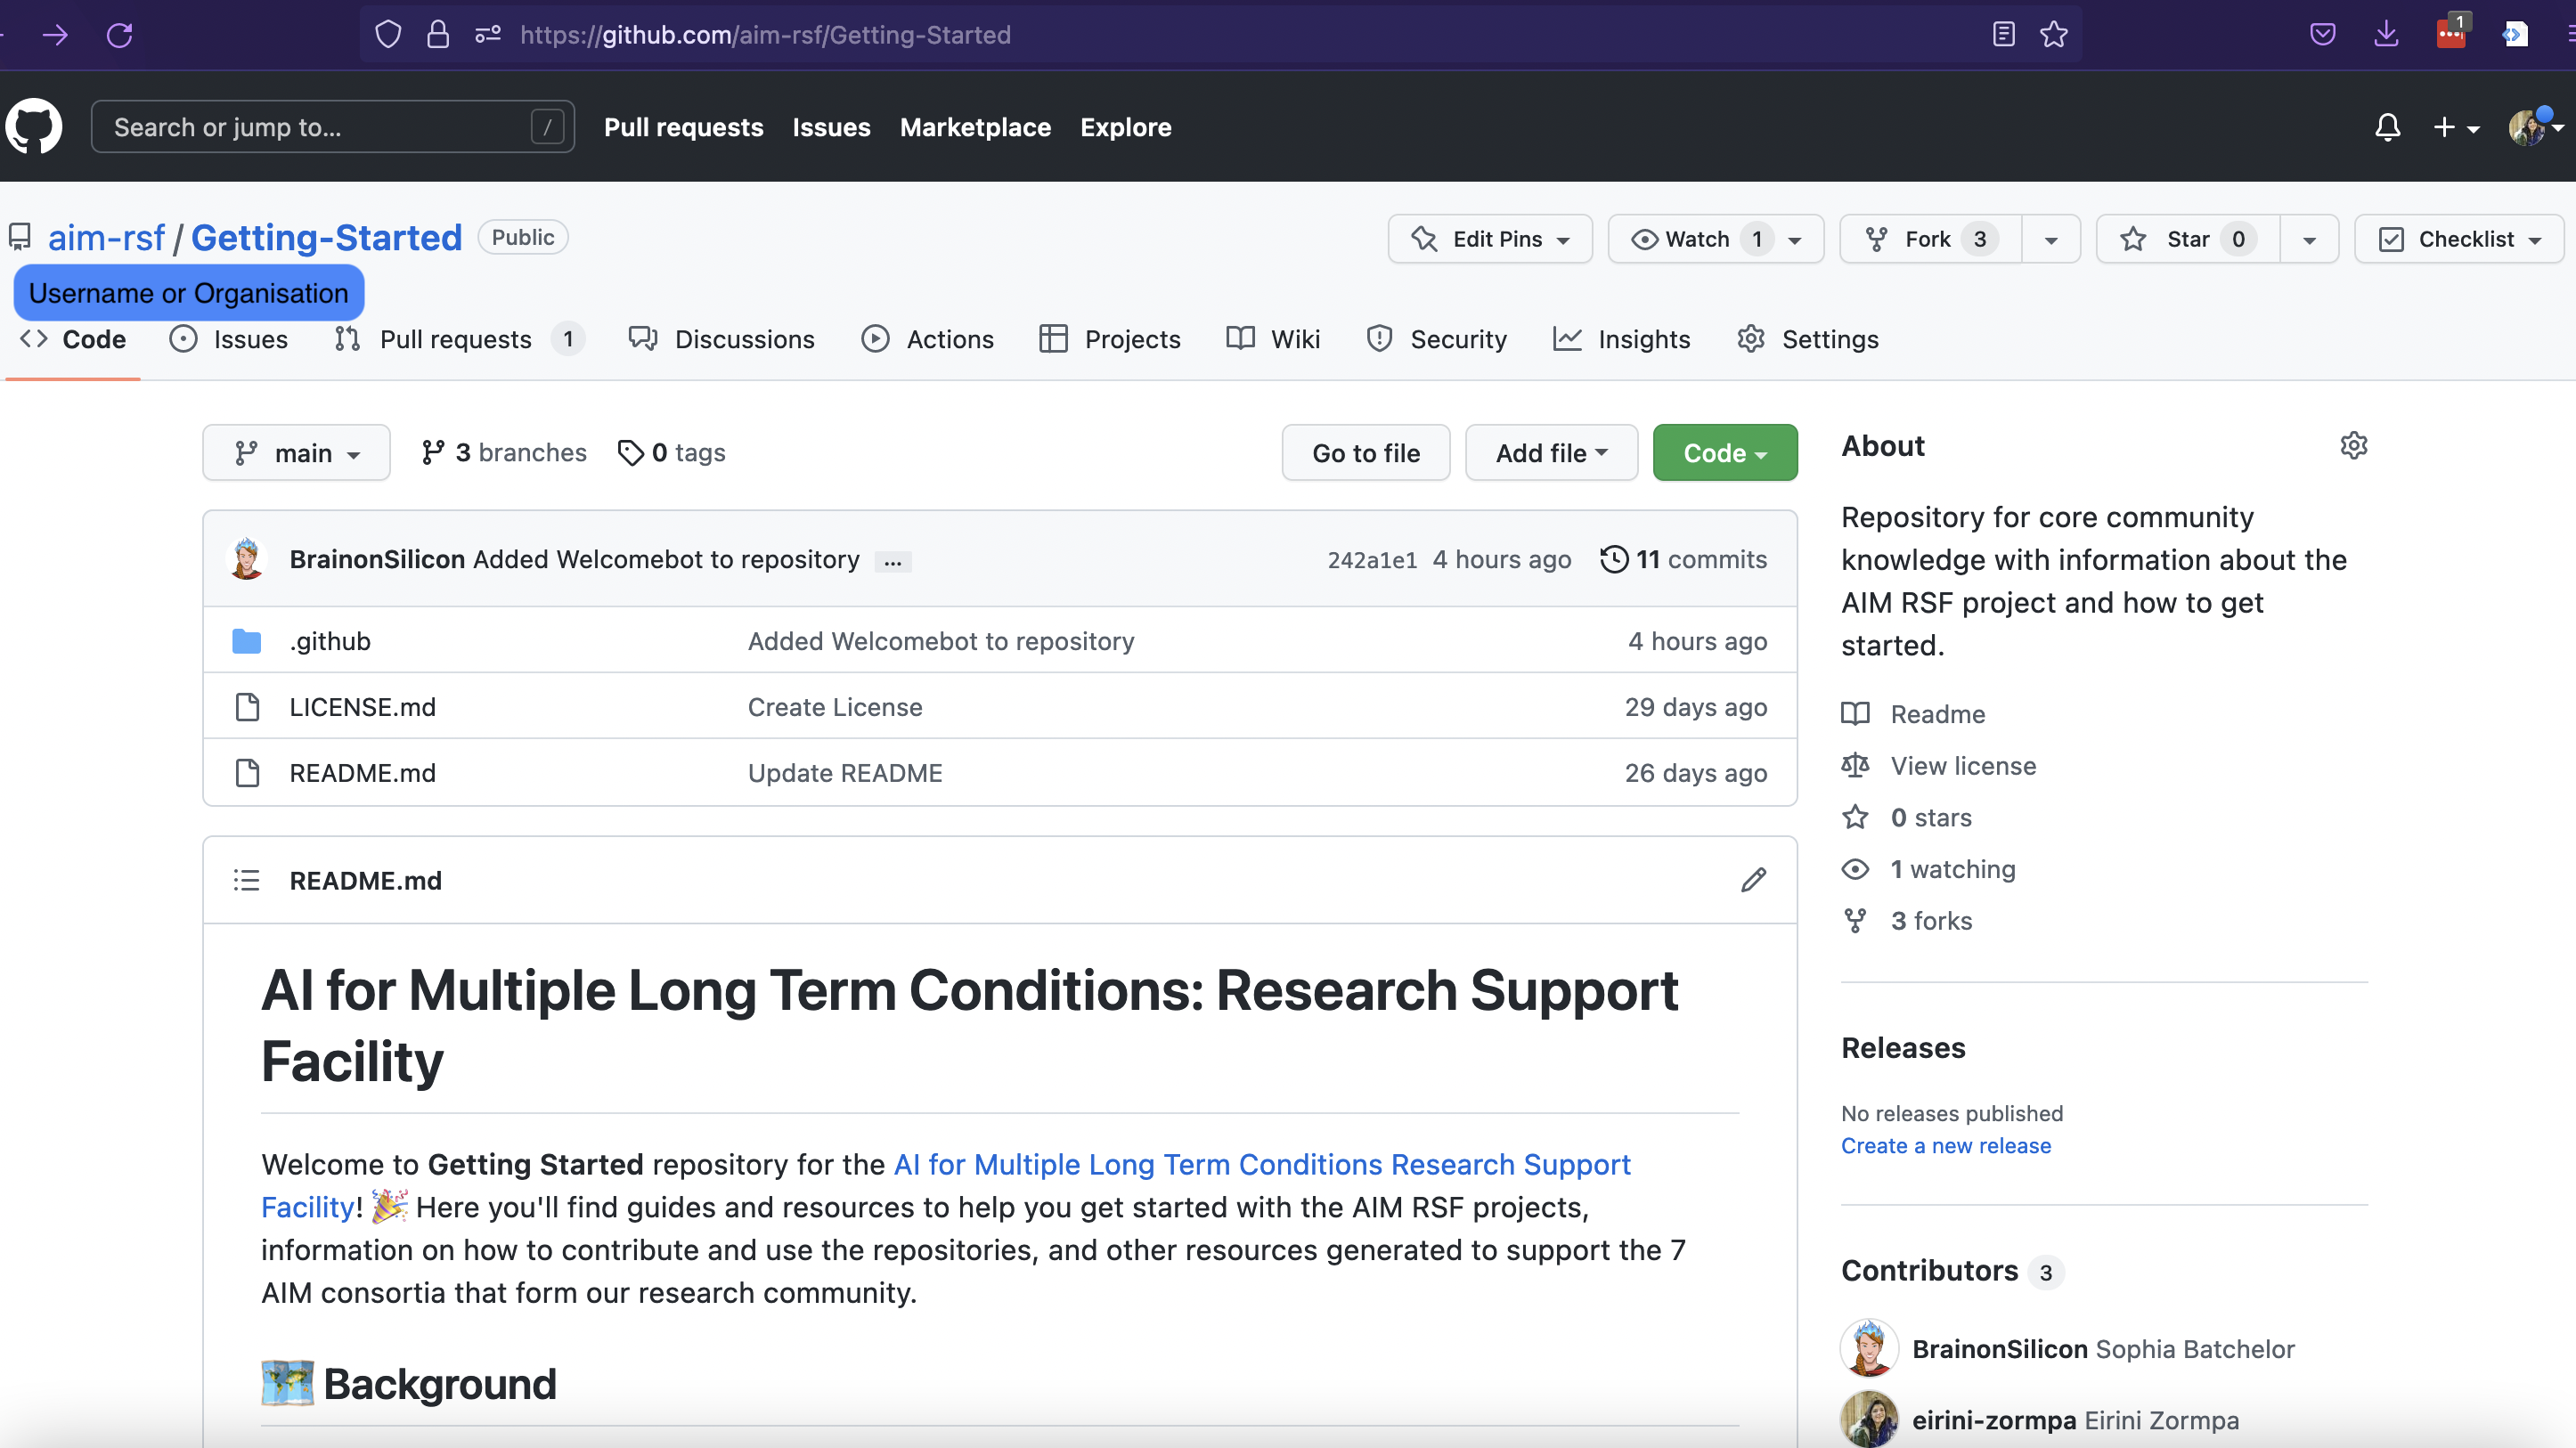 https://github.com/aim-rsf/Getting-Started
1
Search or jump to... /
Pull requests Issues Marketplace Explore
aim-rsf / Getting-Started Public
Edit Pins Watch 1 Fork 3 Star 0 Checklist
Username or Organisation
Code Issues Pull requests 1 Discussions Actions Projects Wiki Security Insights Settings
main 3 branches 0 tags
Go to file Add file Code
BrainonSilicon Added Welcomebot to repository ... 242a1e1 4 hours ago 11 commits
.github Added Welcomebot to repository 4 hours ago
LICENSE.md Create License 29 days ago
README.md Update README 26 days ago
README.md
AI for Multiple Long Term Conditions: Research Support
Facility
Welcome to Getting Started repository for the AI for Multiple Long Term Conditions Research Support
Facility! 🎉 Here you'll find guides and resources to help you get started with the AIM RSF projects,
information on how to contribute and use the repositories, and other resources generated to support the 7
AIM consortia that form our research community.
🗺️ Background
About
Repository for core community
knowledge with information about the
AIM RSF project and how to get
started.
Readme
View license
0 stars
1 watching
3 forks
Releases
No releases published
Create a new release
Contributors 3
BrainonSilicon Sophia Batchelor
eirini-zormpa Eirini Zormpa